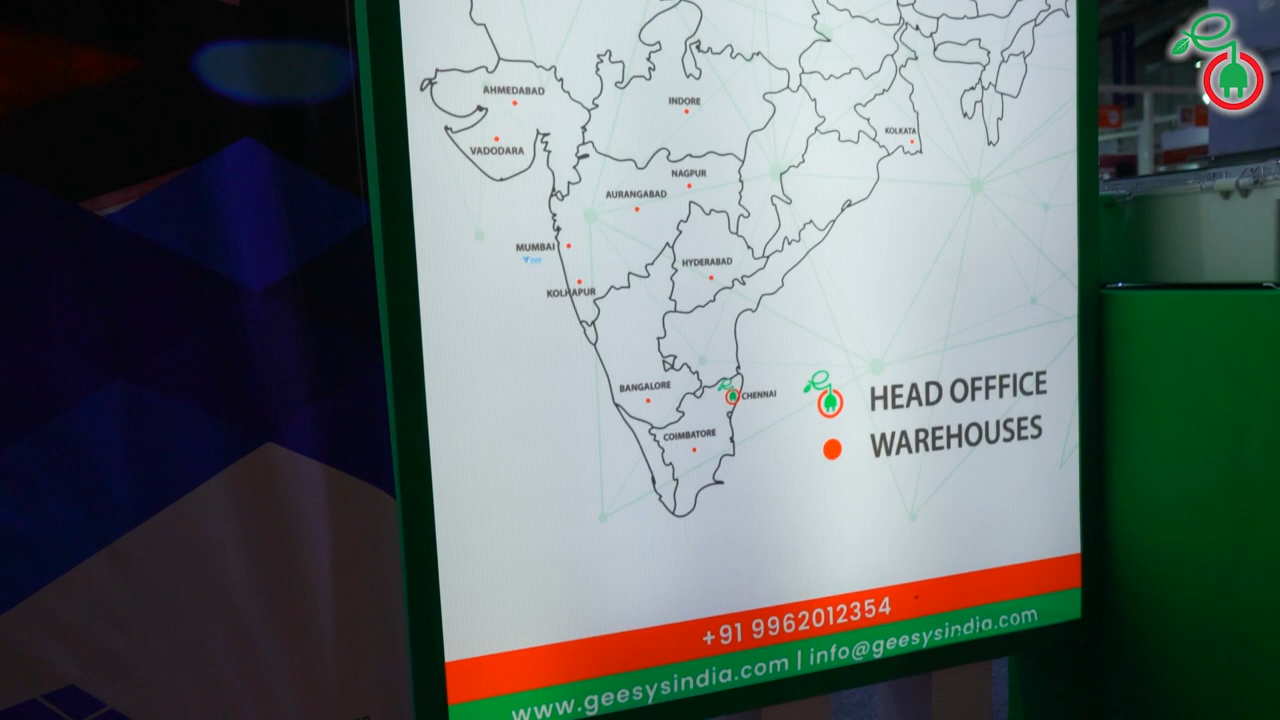 AHMEDABAD
INDORE
KOLKATA
VADODARA
NAGPUR
AURANGABAD
MUMBAI
HYDERABAD
KOLHAPUR
BANGALORE
CHENNAI
COIMBATORE
HEAD OFFFICE
WAREHOUSES
+91 9962012354
www.geesysindia.com | info@geesysindia.com